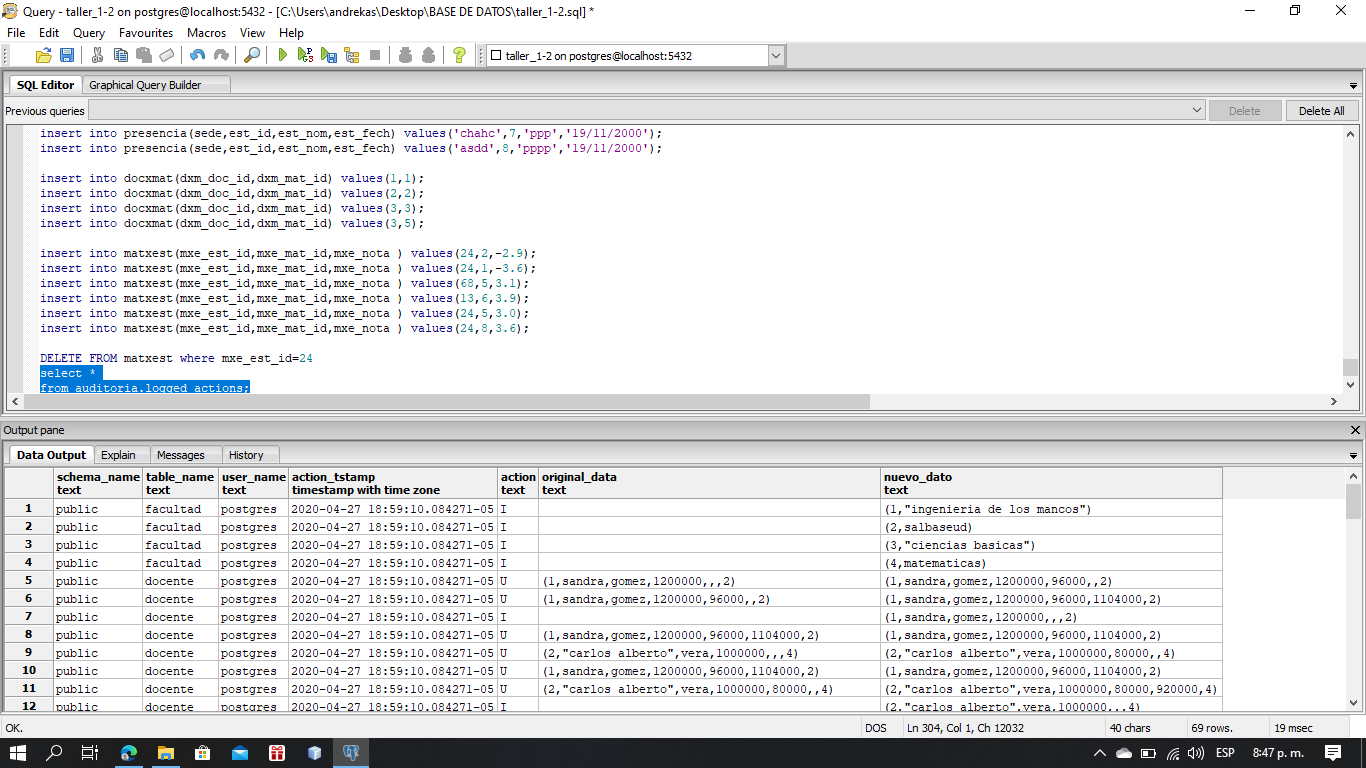 Query - taller_1-2 on postgres@localhost:5432 - [C:\Users\andrekas\Desktop\BASE DE DATOS\taller_1-2.sql] *
File Edit Query Favourites Macros View Help
taller_1-2 on postgres@localhost:5432
SQL Editor Graphical Query Builder
Previous queries Delete Delete All
insert into presencia(sede,est_id,est_nom,est_fech) values('chahc',7,'ppp','19/11/2000');
insert into presencia(sede,est_id,est_nom,est_fech) values('asdd',8,'pppp','19/11/2000');
insert into docxmat(dxm_doc_id,dxm_mat_id) values(1,1);
insert into docxmat(dxm_doc_id,dxm_mat_id) values(2,2);
insert into docxmat(dxm_doc_id,dxm_mat_id) values(3,3);
insert into docxmat(dxm_doc_id,dxm_mat_id) values(3,5);
insert into matxest(mxe_est_id,mxe_mat_id,mxe_nota ) values(24,2,-2.9);
insert into matxest(mxe_est_id,mxe_mat_id,mxe_nota ) values(24,1,-3.6);
insert into matxest(mxe_est_id,mxe_mat_id,mxe_nota ) values(68,5,3.1);
insert into matxest(mxe_est_id,mxe_mat_id,mxe_nota ) values(13,6,3.9);
insert into matxest(mxe_est_id,mxe_mat_id,mxe_nota ) values(24,5,3.0);
insert into matxest(mxe_est_id,mxe_mat_id,mxe_nota ) values(24,8,3.6);
DELETE FROM matxest where mxe_est_id=24
select *
from auditoria.logged_actions;
Output pane
Data Output Explain Messages History
schema_name table_name user_name action_tstamp action original_data nuevo_dato
text text text timestamp with time zone text text text
1 public facultad postgres 2020-04-27 18:59:10.084271-05 I (1,"ingenieria de los mancos")
2 public facultad postgres 2020-04-27 18:59:10.084271-05 I (2,salbaseud)
3 public facultad postgres 2020-04-27 18:59:10.084271-05 I (3,"ciencias basicas")
4 public facultad postgres 2020-04-27 18:59:10.084271-05 I (4,matematicas)
5 public docente postgres 2020-04-27 18:59:10.084271-05 U (1,sandra,gomez,1200000,,,2) (1,sandra,gomez,1200000,96000,,2)
6 public docente postgres 2020-04-27 18:59:10.084271-05 U (1,sandra,gomez,1200000,96000,,2) (1,sandra,gomez,1200000,96000,1104000,2)
7 public docente postgres 2020-04-27 18:59:10.084271-05 I (1,sandra,gomez,1200000,,,2)
8 public docente postgres 2020-04-27 18:59:10.084271-05 U (1,sandra,gomez,1200000,96000,1104000,2) (1,sandra,gomez,1200000,96000,1104000,2)
9 public docente postgres 2020-04-27 18:59:10.084271-05 U (2,"carlos alberto",vera,1000000,,,4) (2,"carlos alberto",vera,1000000,80000,,4)
10 public docente postgres 2020-04-27 18:59:10.084271-05 U (1,sandra,gomez,1200000,96000,1104000,2) (1,sandra,gomez,1200000,96000,1104000,2)
11 public docente postgres 2020-04-27 18:59:10.084271-05 U (2,"carlos alberto",vera,1000000,80000,,4) (2,"carlos alberto",vera,1000000,80000,920000,4)
12 public docente postgres 2020-04-27 18:59:10.084271-05 I (2,"carlos alberto",vera,1000000,,,4)
OK. DOS Ln 304, Col 1, Ch 12032 40 chars 69 rows. 19 msec
ESP 8:47 p. m.